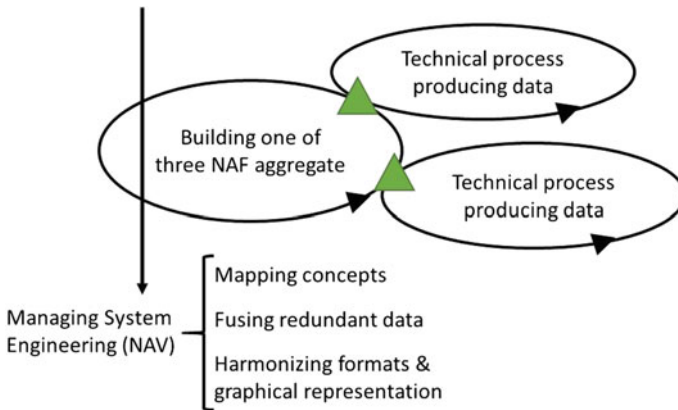 Technical process
producing data
Building one of
three NAF aggregate
Technical process
producing data
Mapping concepts
Managing System
Engineering (NAV)
Fusing redundant data
Harmonizing formats &
graphical representation